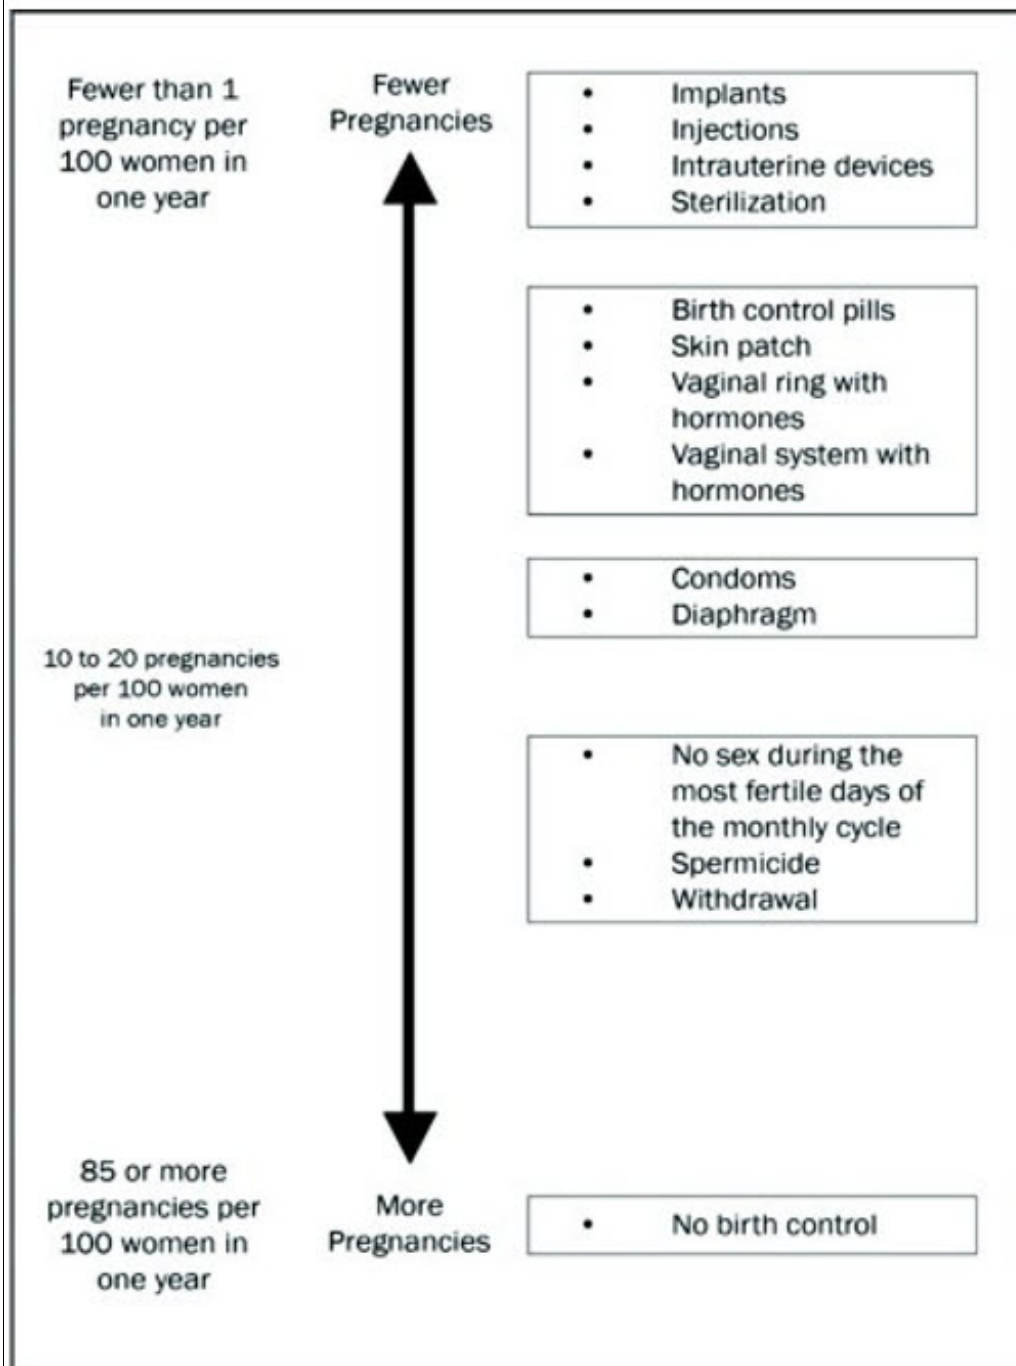 Fewer than 1
pregnancy per
100 women in
one year
Fewer
Pregnancies
• Implants
• Injections
• Intrauterine devices
• Sterilization
• Birth control pills
• Skin patch
• Vaginal ring with
hormones
• Vaginal system with
hormones
• Condoms
• Diaphragm
10 to 20 pregnancies
per 100 women
in one year
• No sex during the
most fertile days of
the monthly cycle
• Spermicide
• Withdrawal
85 or more
pregnancies per
100 women in
one year
More
Pregnancies
• No birth control